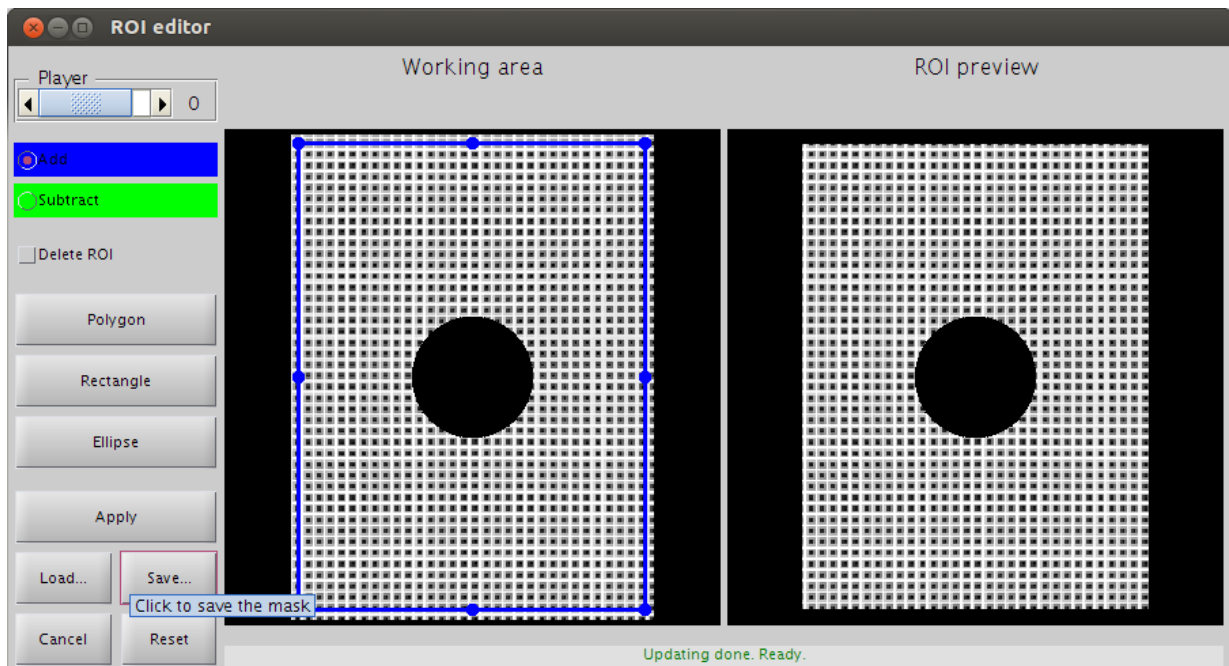 ROI editor
Player
0
Working area
ROI preview
Add
Subtract
Delete ROI
Polygon
Rectangle
Ellipse
Apply
Load...
Save...
Click to save the mask
Cancel
Reset
Updating done. Ready.